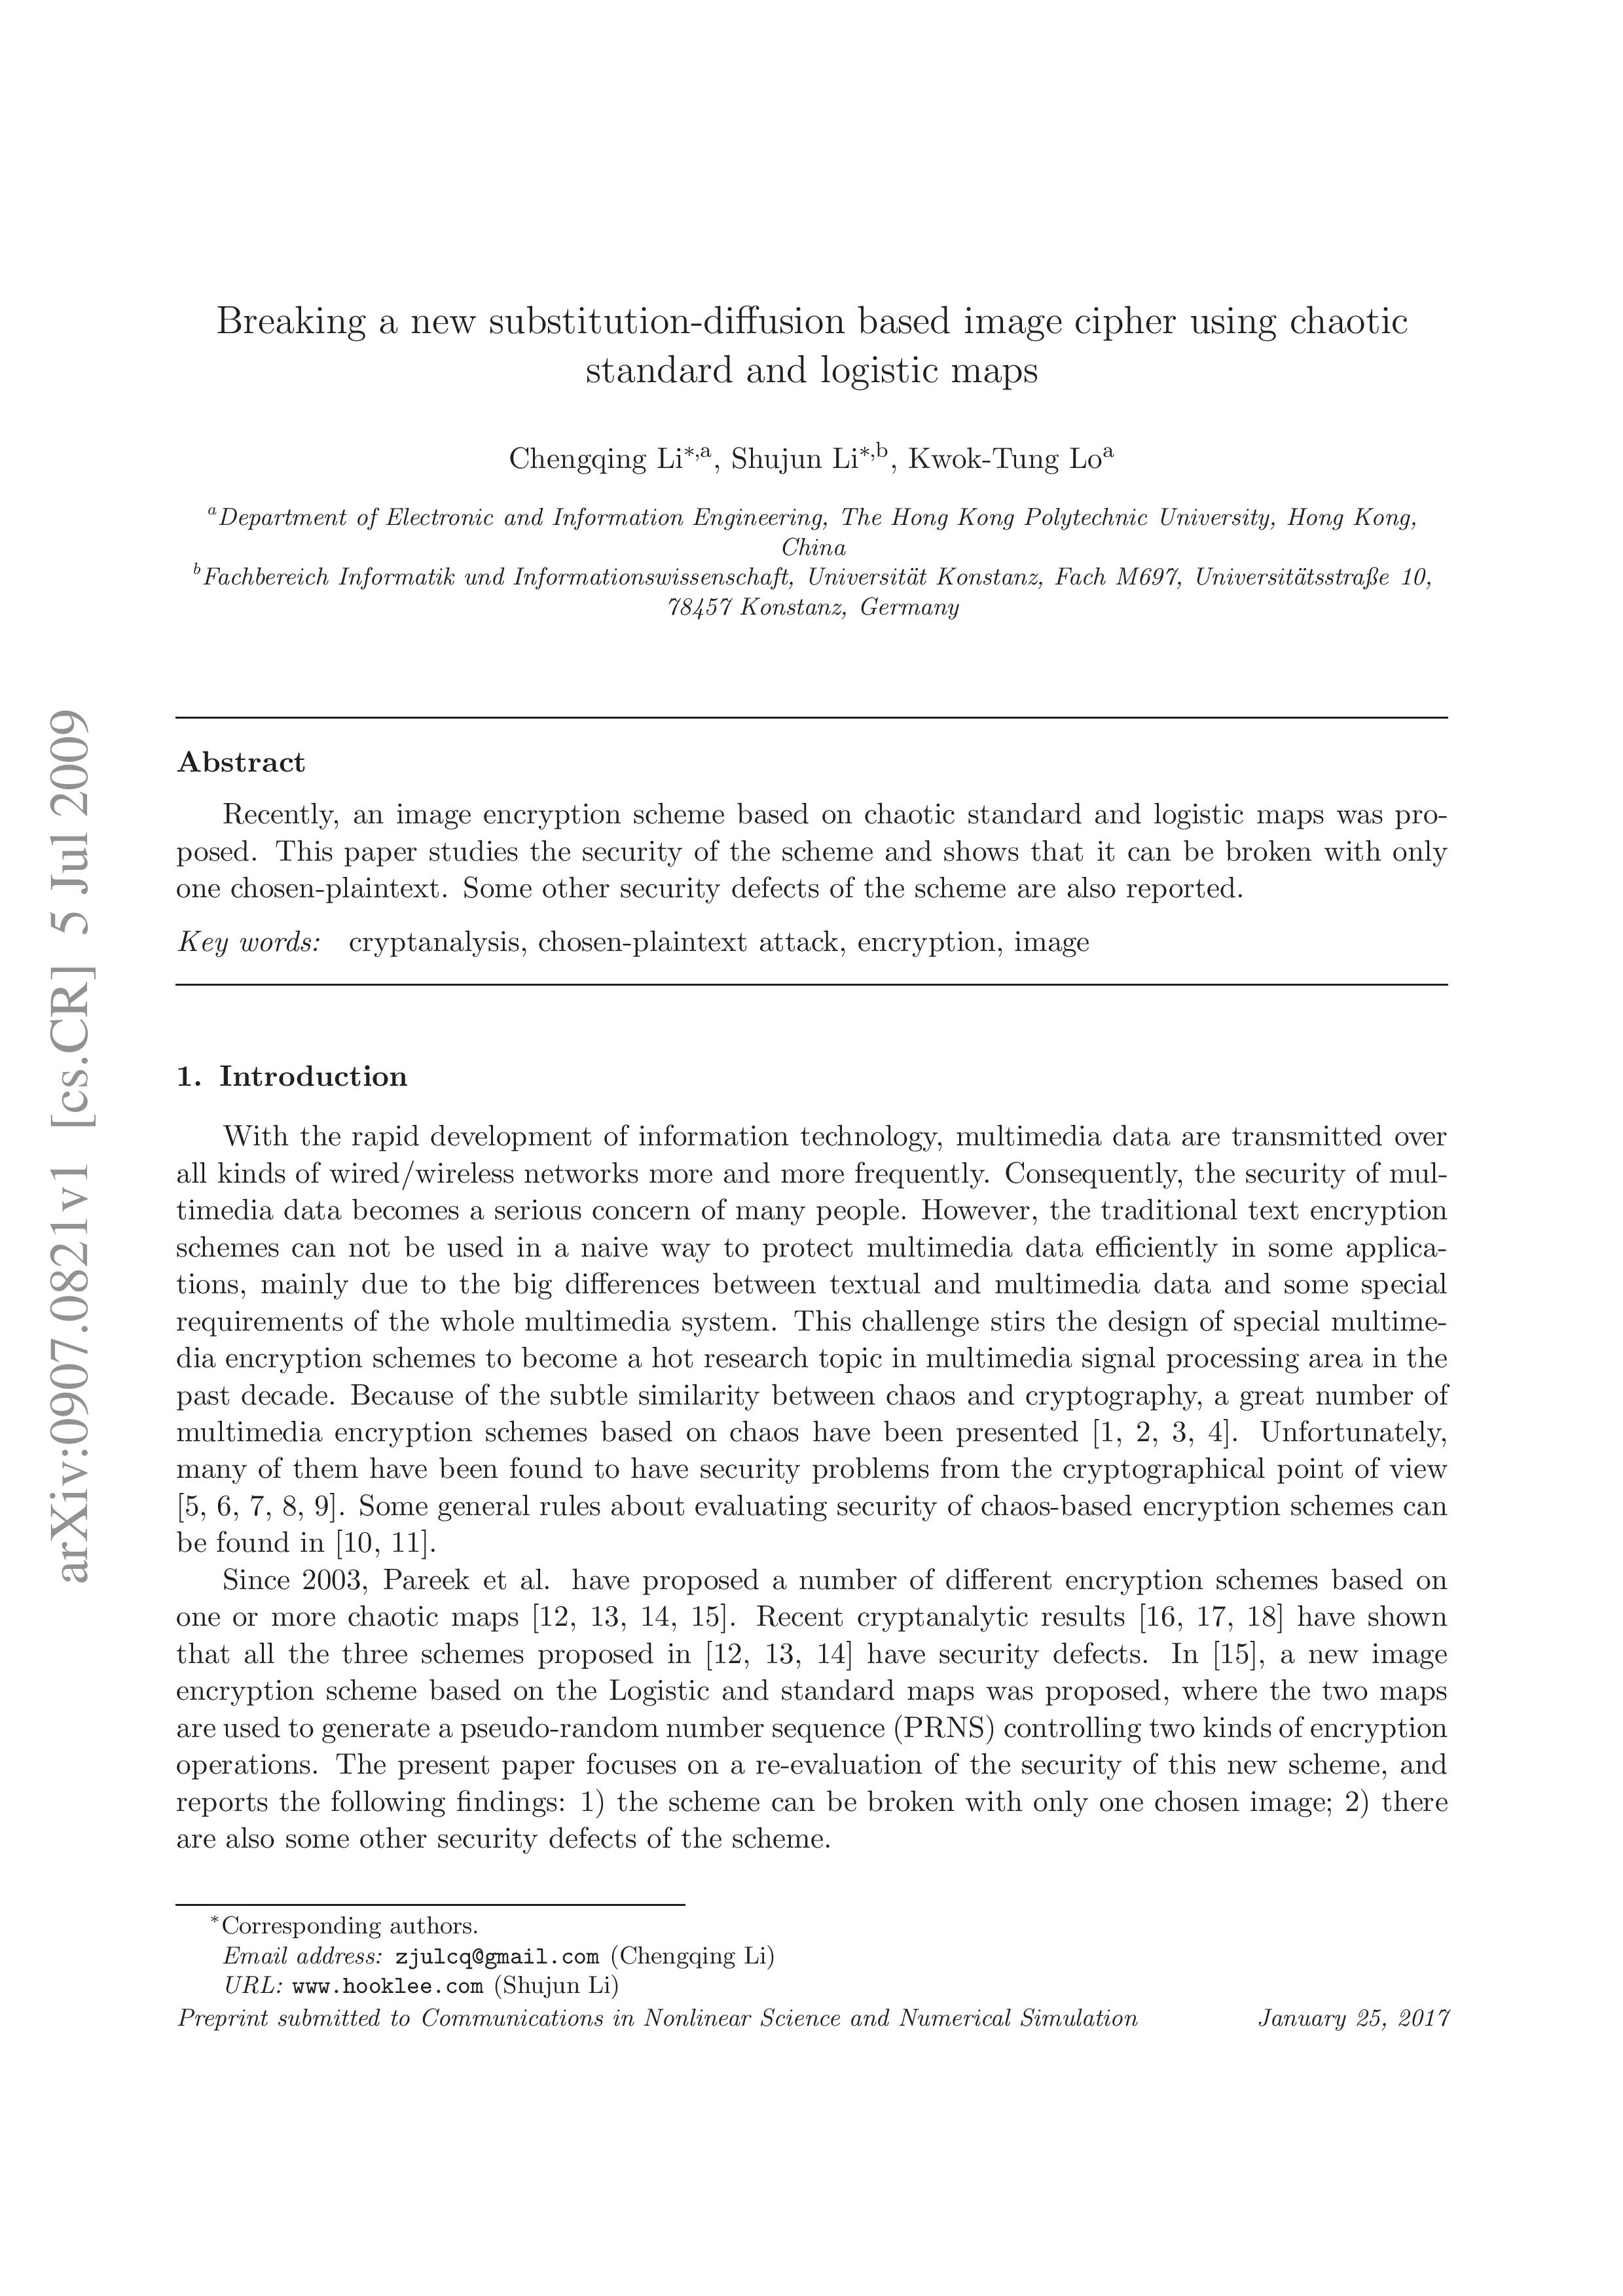 Breaking a new substitution-diffusion based image cipher using chaotic
standard and logistic maps
Chengqing Li*,a, Shujun Li*,b, Kwok-Tung Loa
aDepartment of Electronic and Information Engineering, The Hong Kong Polytechnic University, Hong Kong,
China
bFachbereich Informatik und Informationswissenschaft, Universität Konstanz, Fach M697, Universitätsstraße 10,
78457 Konstanz, Germany
arXiv:0907.0821v1 [cs.CR] 5 Jul 2009
Abstract
Recently, an image encryption scheme based on chaotic standard and logistic maps was pro-
posed. This paper studies the security of the scheme and shows that it can be broken with only
one chosen-plaintext. Some other security defects of the scheme are also reported.
Key words: cryptanalysis, chosen-plaintext attack, encryption, image
1. Introduction
With the rapid development of information technology, multimedia data are transmitted over
all kinds of wired/wireless networks more and more frequently. Consequently, the security of mul-
timedia data becomes a serious concern of many people. However, the traditional text encryption
schemes can not be used in a naive way to protect multimedia data efficiently in some applica-
tions, mainly due to the big differences between textual and multimedia data and some special
requirements of the whole multimedia system. This challenge stirs the design of special multime-
dia encryption schemes to become a hot research topic in multimedia signal processing area in the
past decade. Because of the subtle similarity between chaos and cryptography, a great number of
multimedia encryption schemes based on chaos have been presented [1, 2, 3, 4]. Unfortunately,
many of them have been found to have security problems from the cryptographical point of view
[5, 6, 7, 8, 9]. Some general rules about evaluating security of chaos-based encryption schemes can
be found in [10, 11].
Since 2003, Pareek et al. have proposed a number of different encryption schemes based on
one or more chaotic maps [12, 13, 14, 15]. Recent cryptanalytic results [16, 17, 18] have shown
that all the three schemes proposed in [12, 13, 14] have security defects. In [15], a new image
encryption scheme based on the Logistic and standard maps was proposed, where the two maps
are used to generate a pseudo-random number sequence (PRNS) controlling two kinds of encryption
operations. The present paper focuses on a re-evaluation of the security of this new scheme, and
reports the following findings: 1) the scheme can be broken with only one chosen image; 2) there
are also some other security defects of the scheme.
*Corresponding authors.
Email address: zjulcq@gmail.com (Chengqing Li)
URL: www.hooklee.com (Shujun Li)
Preprint submitted to Communications in Nonlinear Science and Numerical Simulation January 25, 2017